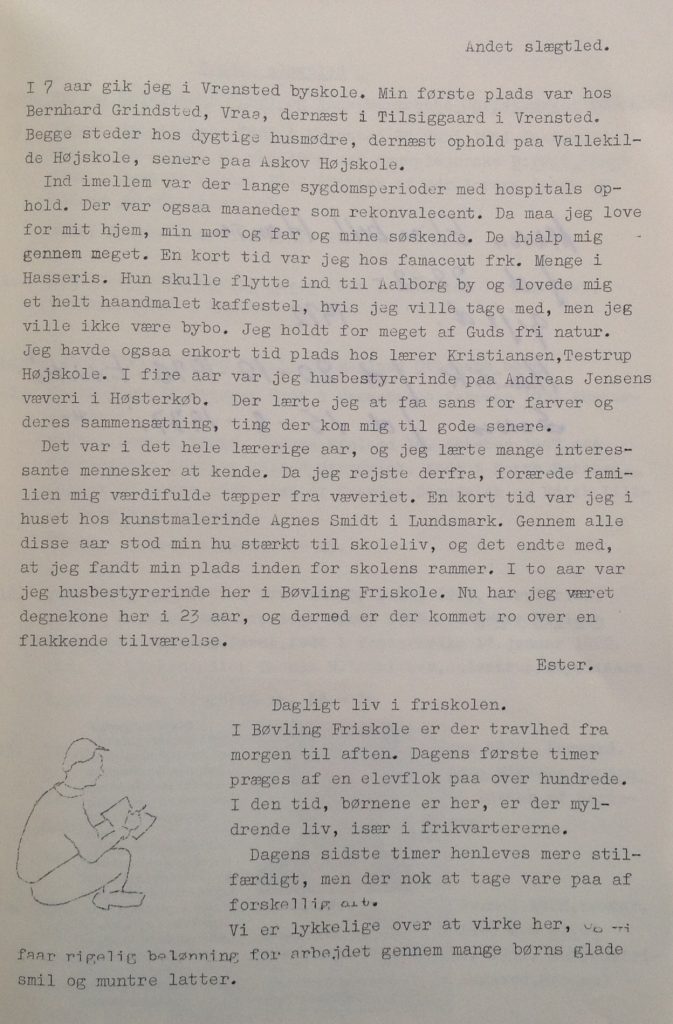 Andet slægtled.
I 7 aar gik jeg i Vrensted byskole. Min første plads var hos
Bernhard Grindsted, Vraa, dernæst i Tilsiggaard i Vrensted.
Begge steder hos dygtige husmødre, dernæst ophold paa Vallekil-
de Højskole, senere paa Askov Højskole.
Ind imellem var der lange sygdomsperioder med hospitals op-
hold. Der var ogsaa maaneder som rekonvalecent. Da maa jeg love
for mit hjem, min mor og far og mine søskende. De hjalp mig
gennem meget. En kort tid var jeg hos famaceut frk. Menge i
Hasseris. Hun skulle flytte ind til Aalborg by og lovede mig
et helt haandmalet kaffestel, hvis jeg ville tage med, men jeg
ville ikke være bybo. Jeg holdt for meget af Guds fri natur.
Jeg havde ogsaa enkort tid plads hos lærer Kristiansen,Testrup
Højskole. I fire aar var jeg husbestyrerinde paa Andreas Jensens
væveri i Høsterkøb. Der lærte jeg at faa sans for farver og
deres sammensætning, ting der kom mig til gode senere.
Det var i det hele lærerige aar, og jeg lærte mange interes-
sante mennesker at kende. Da jeg rejste derfra, forærede fami-
lien mig værdifulde tæpper fra væveriet. En kort tid var jeg i
huset hos kunstmalerinde Agnes Smidt i Lundsmark. Gennem alle
disse aar stod min hu stærkt til skoleliv, og det endte med,
at jeg fandt min plads inden for skolens rammer. I to aar var
jeg husbestyrerinde her i Bøvling Friskole. Nu har jeg været
degnekone her i 23 aar, og dermed er der kommet ro over en
flakkende tilværelse.
Ester.
Dagligt liv i friskolen.
I Bøvling Friskole er der travlhed fra
morgen til aften. Dagens første timer
præges af en elevflok paa over hundrede.
I den tid, børnene er her, er der myl-
drende liv, især i frikvartererne.
Dagens sidste timer henleves mere stil-
færdigt, men der nok at tage vare paa af
forskellig art.
Vi er lykkelige over at virke her,
faar rigelig belønning for arbejdet gennem mange børns glade
smil og muntre latter.